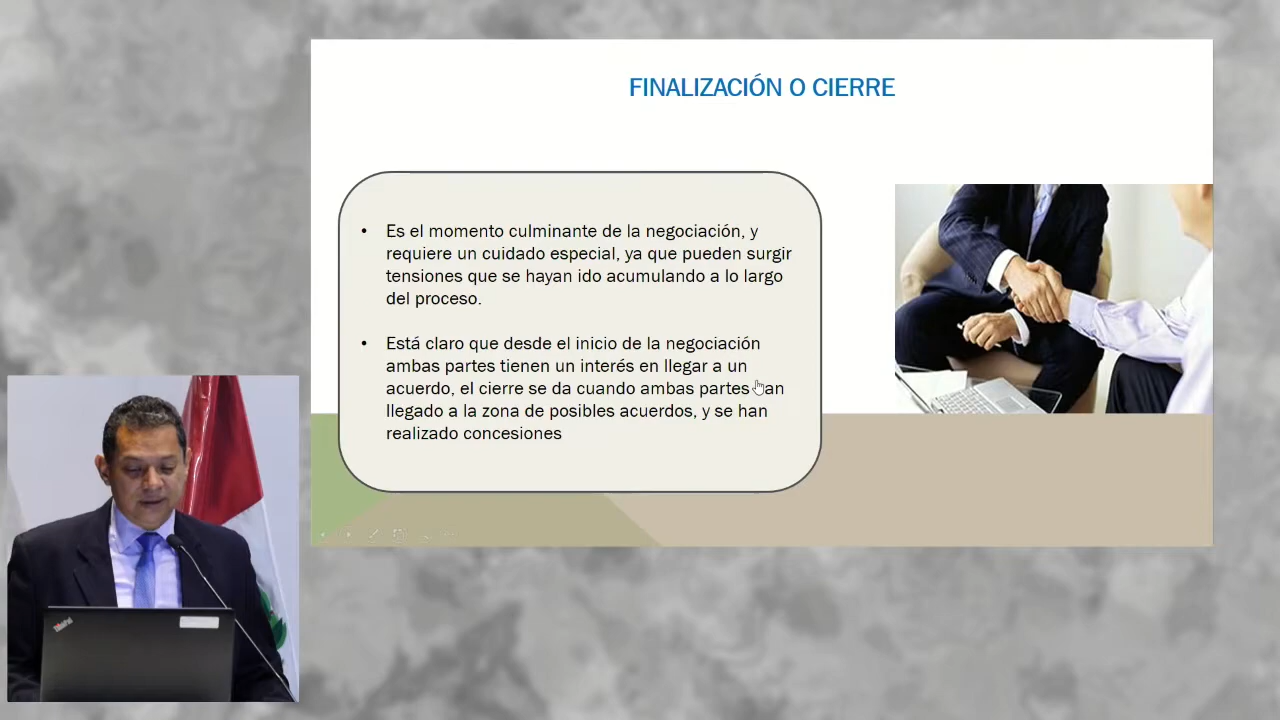 FINALIZACIÓN O CIERRE
• Es el momento culminante de la negociación, y
requiere un cuidado especial, ya que pueden surgir
tensiones que se hayan ido acumulando a lo largo
del proceso.
• Está claro que desde el inicio de la negociación
ambas partes tienen un interés en llegar a un
acuerdo, el cierre se da cuando ambas partes han
llegado a la zona de posibles acuerdos, y se han
realizado concesiones
ThinkPad